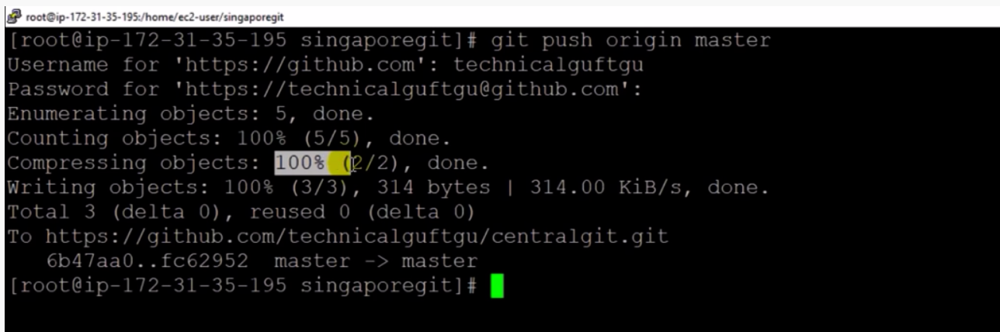 root@ip-172-31-35-195:/home/ec2-user/singaporegit
[root@ip-172-31-35-195 singaporegit]# git push origin master
Username for 'https://github.com': technicalguftgu
Password for 'https://technicalguftgu@github.com':
Enumerating objects: 5, done.
Counting objects: 100% (5/5), done.
Compressing objects: 100% (2/2), done.
Writing objects: 100% (3/3), 314 bytes | 314.00 KiB/s, done.
Total 3 (delta 0), reused 0 (delta 0)
To https://github.com/technicalguftgu/centralgit.git
   6b47aa0..fc62952  master -> master
[root@ip-172-31-35-195 singaporegit]#